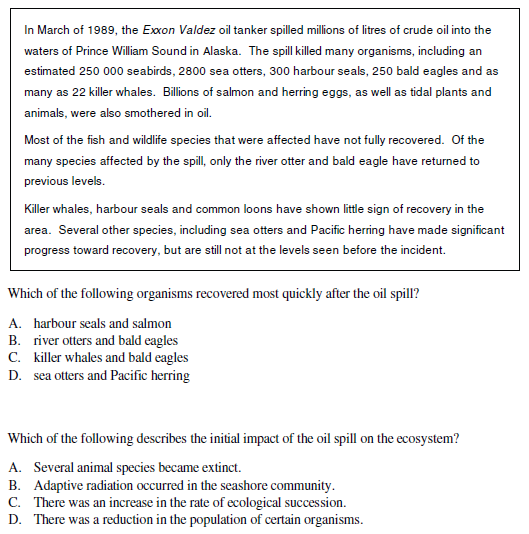 In March of 1989, the Exxon Valdez oil tanker spilled millions of litres of crude oil into the
waters of Prince William Sound in Alaska. The spill killed many organisms, including an
estimated 250 000 seabirds, 2800 sea otters, 300 harbour seals, 250 bald eagles and as
many as 22 killer whales. Billions of salmon and herring eggs, as well as tidal plants and
animals, were also smothered in oil.
Most of the fish and wildlife species that were affected have not fully recovered. Of the
many species affected by the spill, only the river otter and bald eagle have returned to
previous levels.
Killer whales, harbour seals and common loons have shown little sign of recovery in the
area. Several other species, including sea otters and Pacific herring have made significant
progress toward recovery, but are still not at the levels seen before the incident.
Which of the following organisms recovered most quickly after the oil spill?
A. harbour seals and salmon
B. river otters and bald eagles
C. killer whales and bald eagles
D. sea otters and Pacific herring
Which of the following describes the initial impact of the oil spill on the ecosystem?
A. Several animal species became extinct.
B. Adaptive radiation occurred in the seashore community.
C. There was an increase in the rate of ecological succession.
D. There was a reduction in the population of certain organisms.